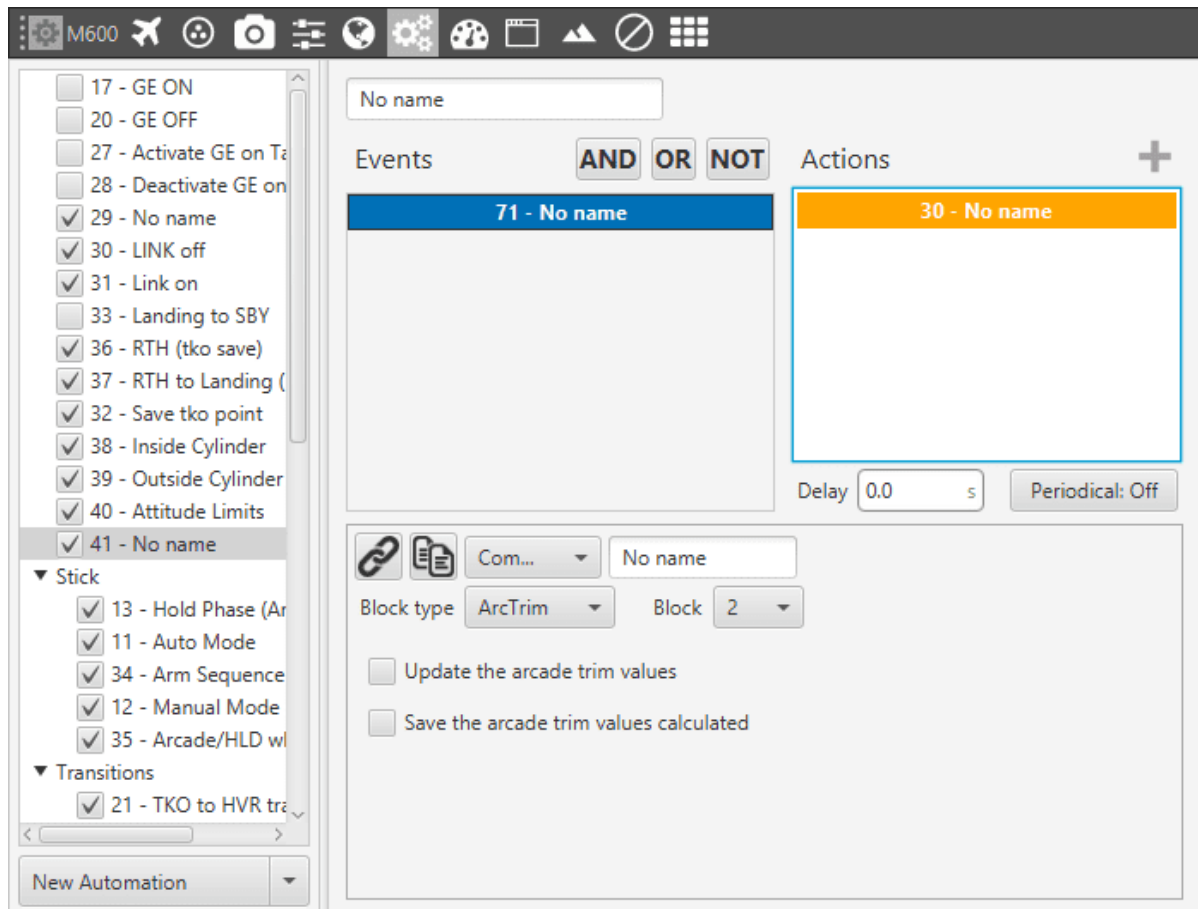 M600
17 - GE ON
20 - GE OFF
27 - Activate GE on Ta
28 - Deactivate GE on
29 - No name
30 - LINK off
31 - Link on
33 - Landing to SBY
36 - RTH (tko save)
37 - RTH to Landing (
32 - Save tko point
38 - Inside Cylinder
39 - Outside Cylinder
40 - Attitude Limits
41 - No name
Stick
13 - Hold Phase (Ar
11 - Auto Mode
34 - Arm Sequence
12 - Manual Mode
35 - Arcade/HLD wl
Transitions
21 - TKO to HVR tra
New Automation
No name
Events AND OR NOT
71 - No name
Actions
30 - No name
Delay 0.0 s Periodical: Off
Com... No name
Block type ArcTrim Block 2
Update the arcade trim values
Save the arcade trim values calculated